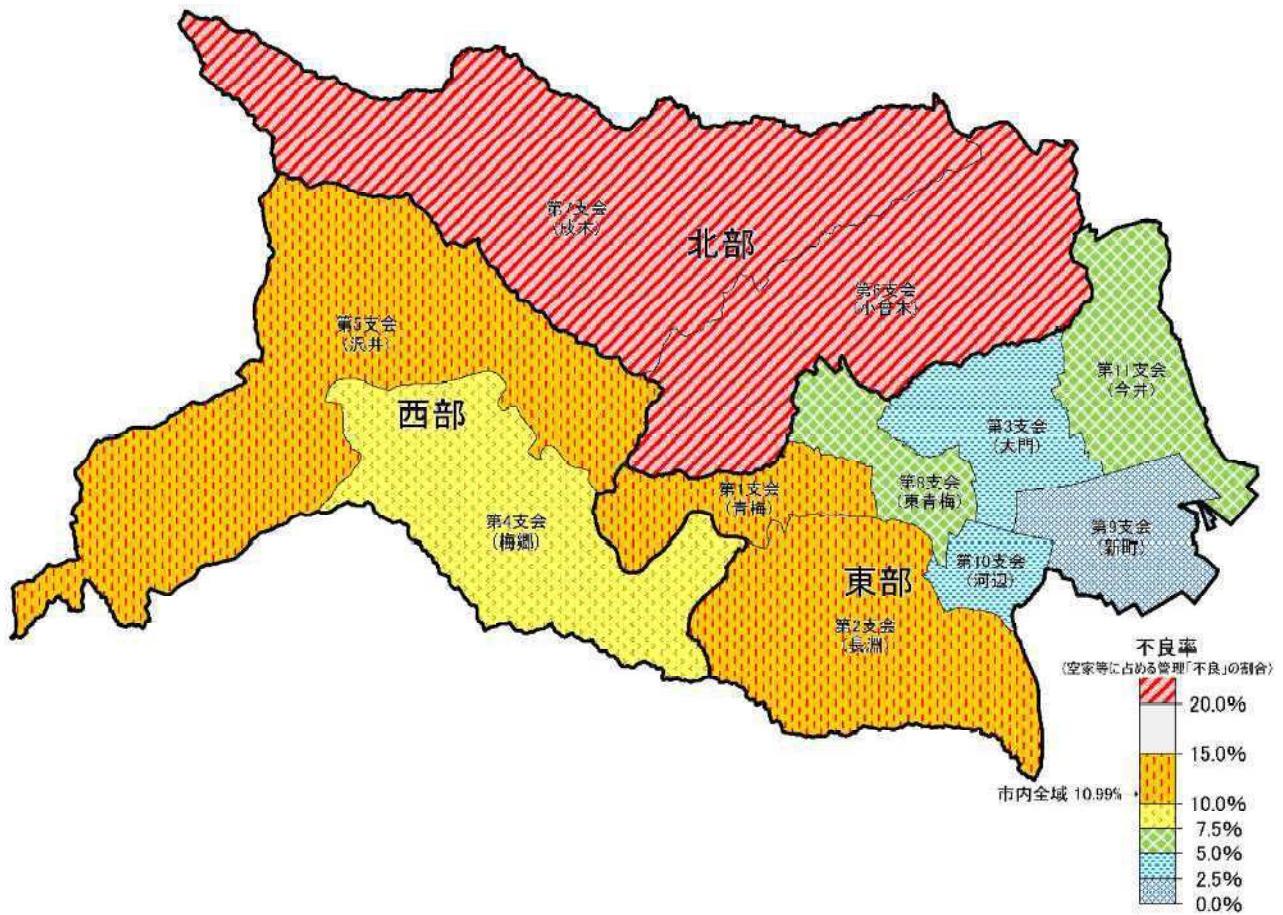 第7支会
(成木)
北部
第6支会
(小曾木)
第5支会
(沢井)
西部
第11支会
(今井)
第3支会
(大門)
第1支会
(青梅)
第8支会
(東青梅)
第4支会
(梅郷)
第9支会
(新町)
第10支会
(河辺)
東部
第2支会
(長淵)
不良率
(空家等に占める管理「不良」の割合)
20.0%
15.0%
市内全域 10.99%
10.0%
7.5%
5.0%
2.5%
0.0%